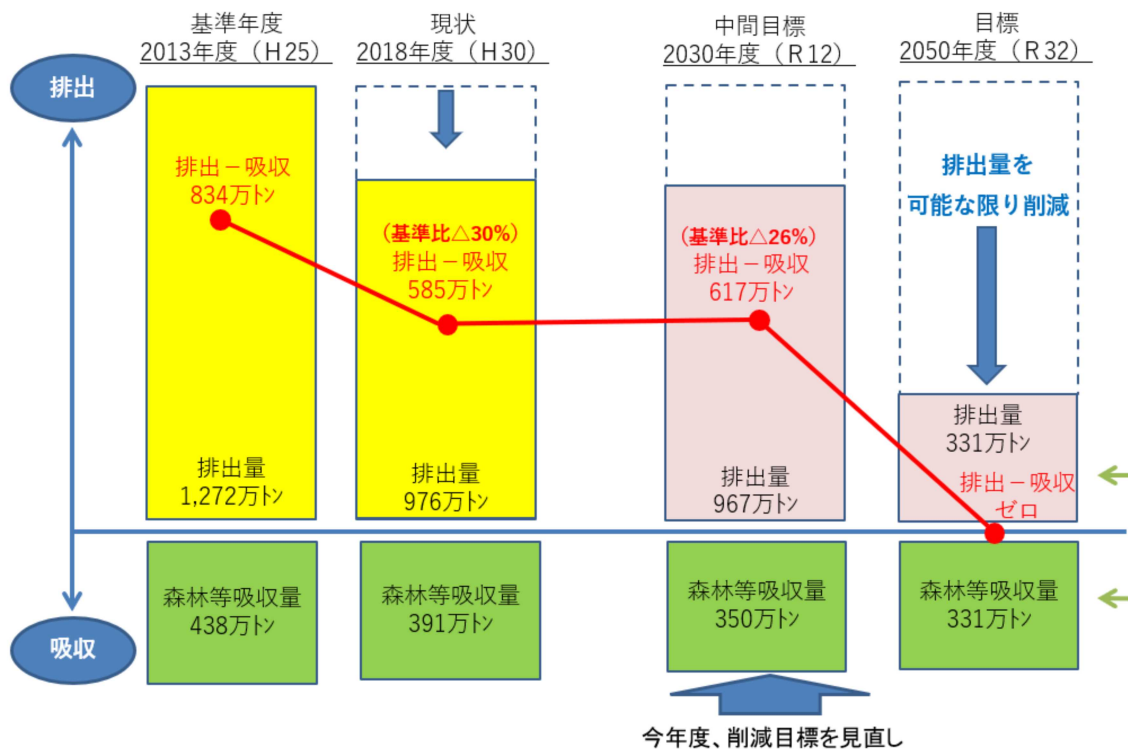 基準年度
2013年度（H25）
現状
2018年度（H30）
中間目標
2030年度（R12）
目標
2050年度（R32）
排出
排出－吸収
834万トン
（基準比△30%）
排出－吸収
585万トン
（基準比△26%）
排出－吸収
617万トン
排出量を
可能な限り削減
排出量
1,272万トン
排出量
976万トン
排出量
967万トン
排出量
331万トン
排出－吸収
ゼロ
森林等吸収量
438万トン
森林等吸収量
391万トン
森林等吸収量
350万トン
森林等吸収量
331万トン
吸収
今年度、削減目標を見直し